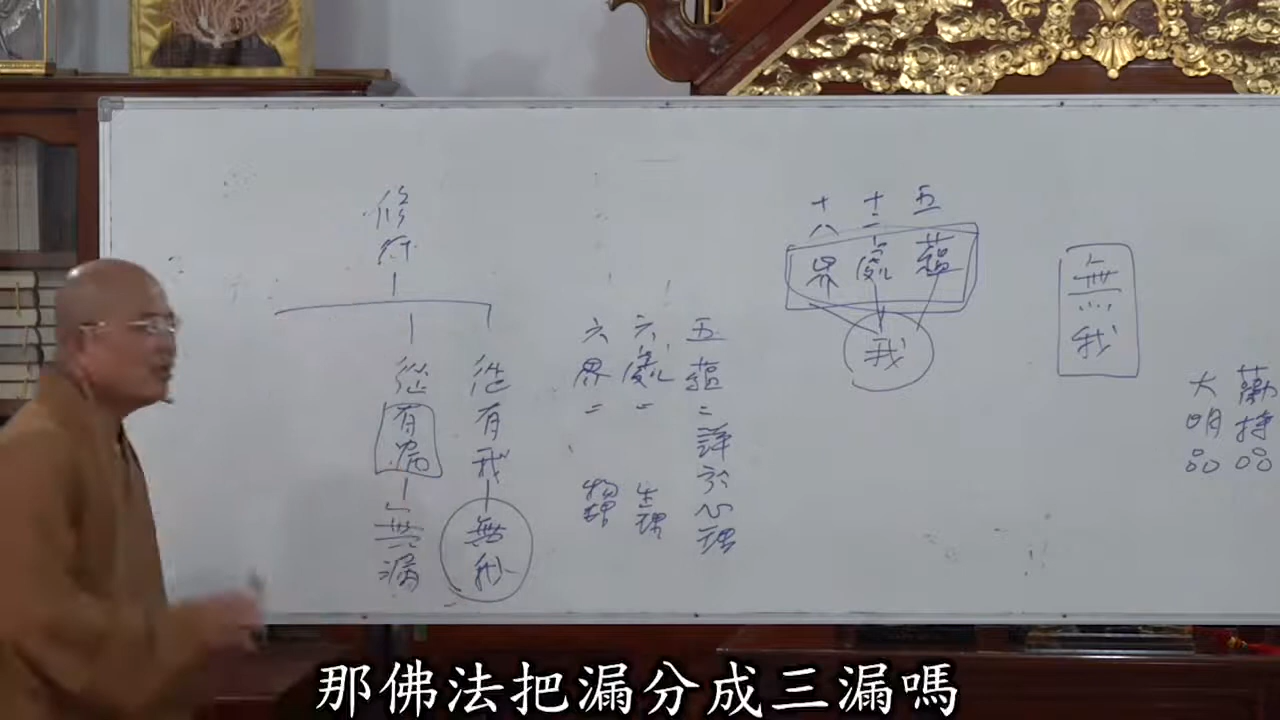 勸持品
大明品
無我
五蘊
十二處
十八界
我
五蘊=詳於心理
六處=生理
六界=物理
修行
從有我-無我
從有漏-無漏
那佛法把漏分成三漏嗎